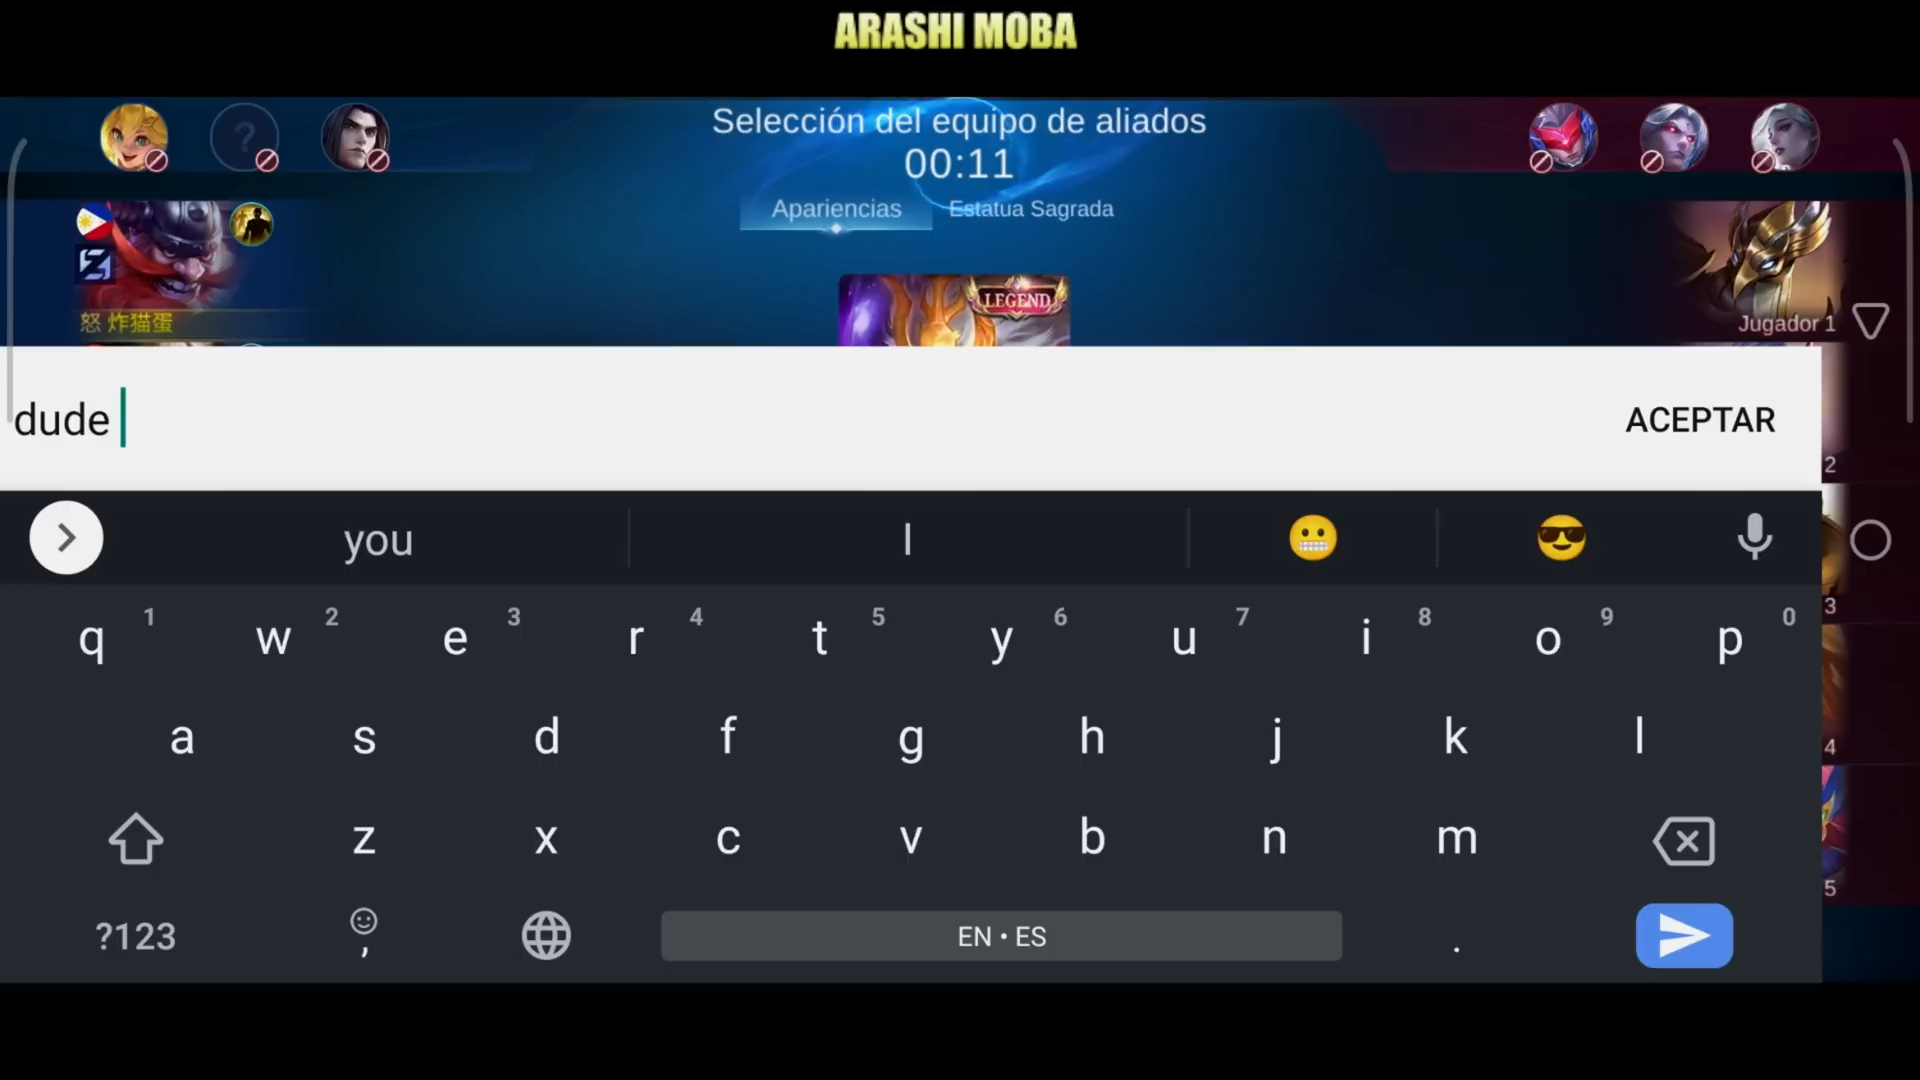 ARASHI MOBA
Selección del equipo de aliados
00:11
Apariencias Estatua Sagrada
LEGEND
怒 炸猫蛋
Jugador 1
dude
ACEPTAR
2
you I
3
q 1 w 2 e 3 r 4 t 5 y 6 u 7 i 8 o 9 p 0
a s d f g h j k l
4
z x c v b n m
5
?123 , EN • ES .